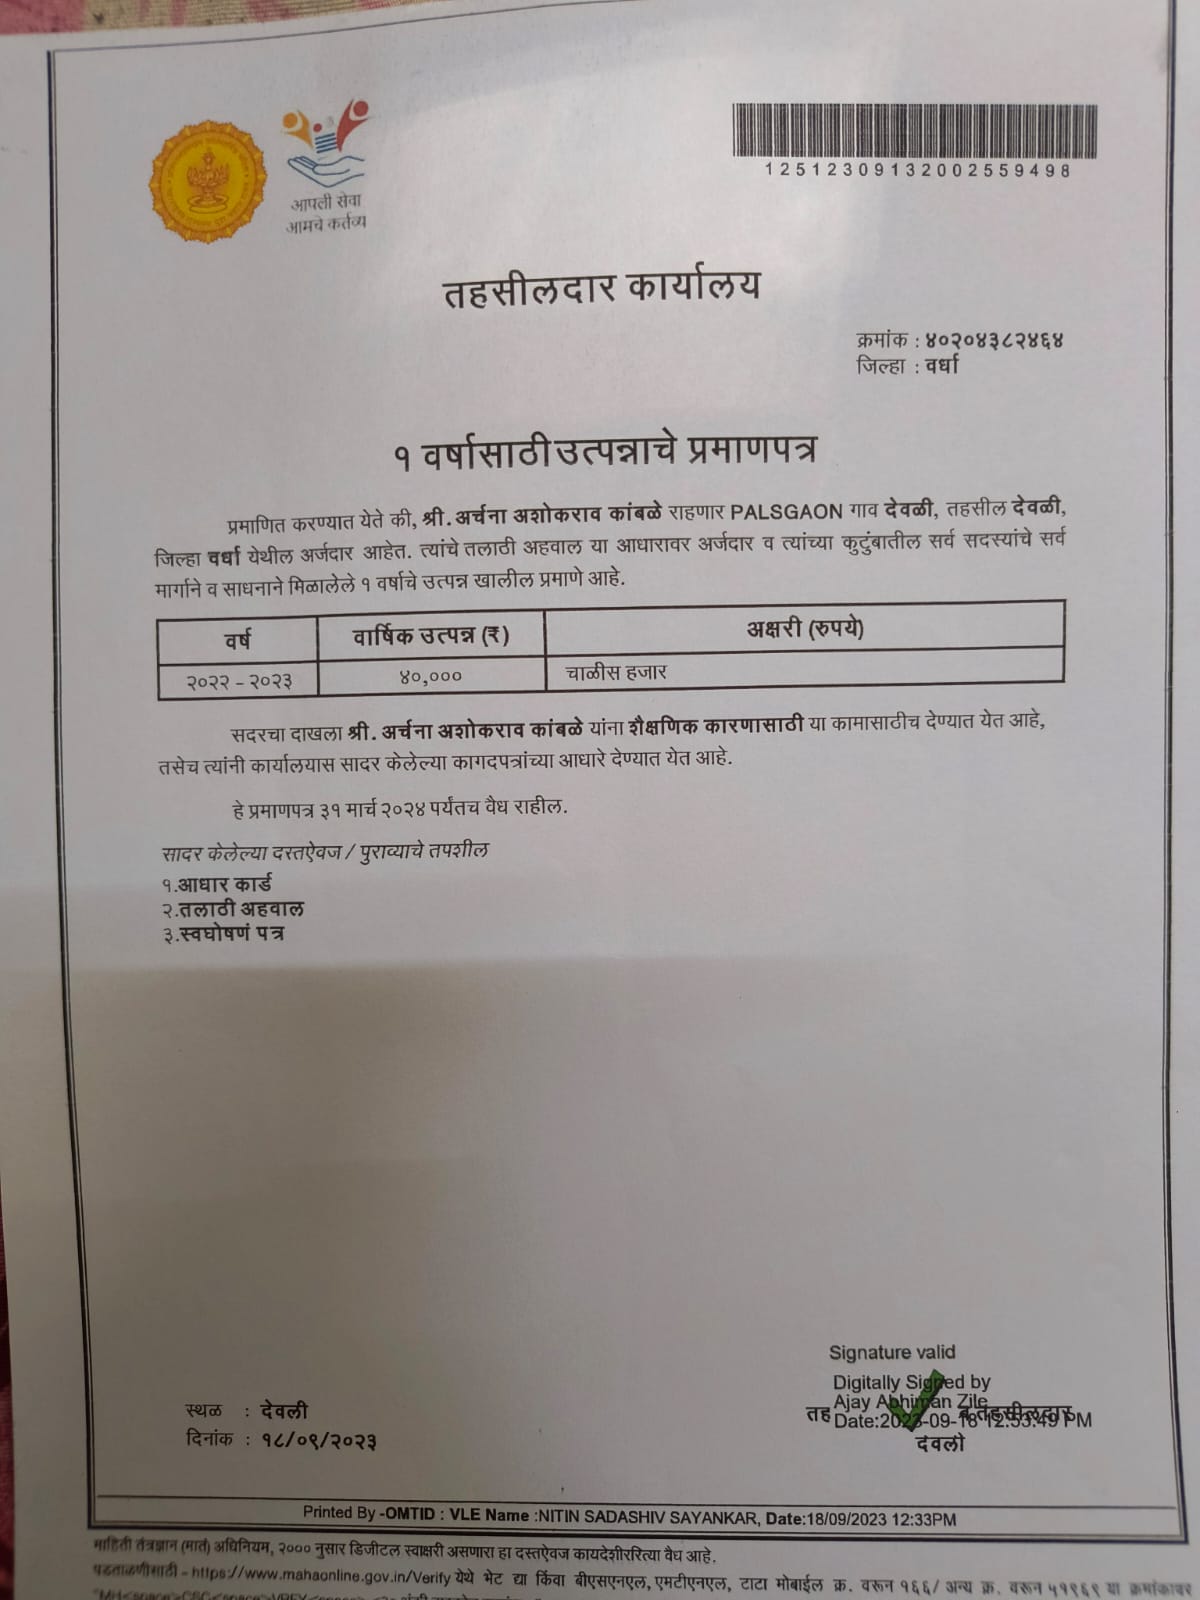 आपली सेवा
आमचे कर्तव्य
12512309132002559498
तहसीलदार कार्यालय
क्रमांक : ४०२०४३८२४६४
जिल्हा : वर्धा
१ वर्षासाठी उत्पन्नाचे प्रमाणपत्र
प्रमाणित करण्यात येते की, श्री. अर्चना अशोकराव कांबळे राहणार PALSGAON गाव देवळी, तहसील देवळी,
जिल्हा वर्धा येथील अर्जदार आहेत. त्यांचे तलाठी अहवाल या आधारावर अर्जदार व त्यांच्या कुटुंबातील सर्व सदस्यांचे सर्व
मार्गाने व साधनाने मिळालेले १ वर्षाचे उत्पन्न खालील प्रमाणे आहे.
वर्ष वार्षिक उत्पन्न (₹) अक्षरी (रुपये)
२०२२ - २०२३ ४०,००० चाळीस हजार
सदरचा दाखला श्री. अर्चना अशोकराव कांबळे यांना शैक्षणिक कारणासाठी या कामासाठीच देण्यात येत आहे,
तसेच त्यांनी कार्यालयास सादर केलेल्या कागदपत्रांच्या आधारे देण्यात येत आहे.
हे प्रमाणपत्र ३१ मार्च २०२४ पर्यंतच वैध राहील.
सादर केलेल्या दस्तऐवज / पुराव्याचे तपशील
१.आधार कार्ड
२.तलाठी अहवाल
३.स्वघोषणं पत्र
Signature valid
Digitally Signed by
Ajay Abhiman Zile
Date:2023-09-18 12:53:49 PM
तहसीलदार
देवली
स्थळ : देवली
दिनांक : १८/०९/२०२३
Printed By -OMTID : VLE Name :NITIN SADASHIV SAYANKAR, Date:18/09/2023 12:33PM
माहिती तंत्रज्ञान (मातं) अधिनियम, २००० नुसार डिजीटल स्वाक्षरी असणारा हा दस्तऐवज कायदेशीररित्या वैध आहे.
पडताळणीसाठी - https://www.mahaonline.gov.in/Verify येथे भेट द्या किंवा बीएसएनएल, एमटीएनएल, टाटा मोबाईल क्र. वरून १६६/ अन्य क्र. वरून ५१९६९ या क्रमांकावर